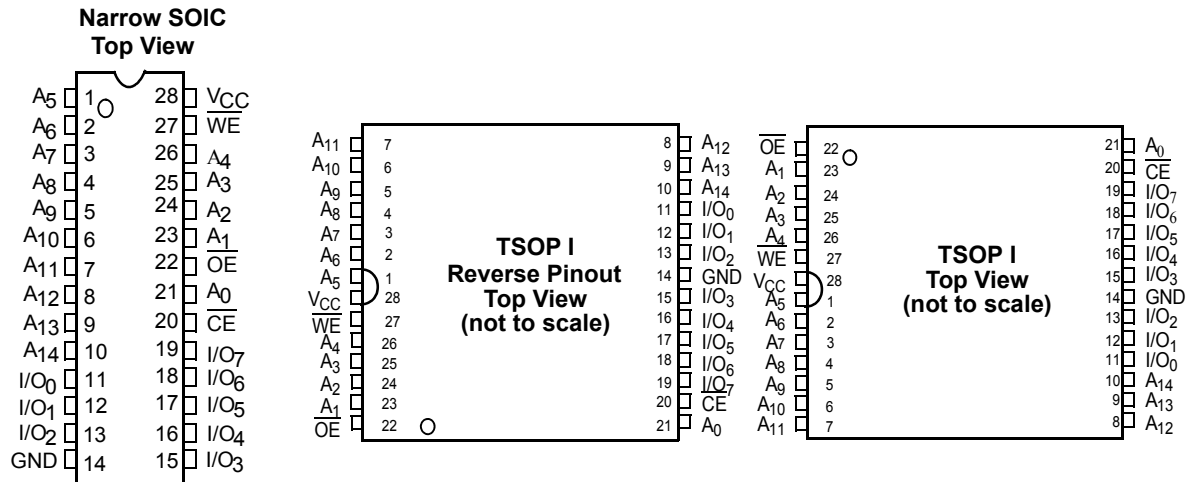 Narrow SOIC
Top View
A5 1 28 VCC
A6 2 27 WE
A7 3 26 A4
A8 4 25 A3
A9 5 24 A2
A10 6 23 A1
A11 7 22 OE
A12 8 21 A0
A13 9 20 CE
A14 10 19 I/O7
I/O0 11 18 I/O6
I/O1 12 17 I/O5
I/O2 13 16 I/O4
GND 14 15 I/O3
A11 7 8 A12
A10 6 9 A13
A9 5 10 A14
A8 4 11 I/O0
A7 3 12 I/O1
A6 2 13 I/O2
A5 1 14 GND
VCC 28 15 I/O3
WE 27 16 I/O4
A4 26 17 I/O5
A3 25 18 I/O6
A2 24 19 I/O7
A1 23 20 CE
OE 22 21 A0
TSOP I
Reverse Pinout
Top View
(not to scale)
OE 22 21 A0
A1 23 20 CE
A2 24 19 I/O7
A3 25 18 I/O6
A4 26 17 I/O5
WE 27 16 I/O4
VCC 28 15 I/O3
A5 1 14 GND
A6 2 13 I/O2
A7 3 12 I/O1
A8 4 11 I/O0
A9 5 10 A14
A10 6 9 A13
A11 7 8 A12
TSOP I
Top View
(not to scale)